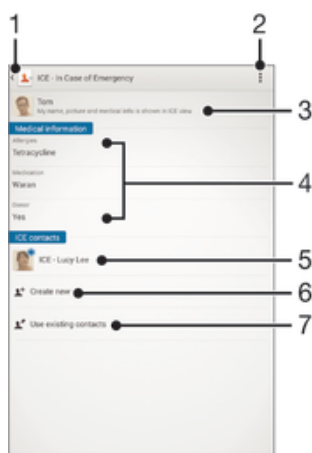 1
2
ICE - In Case of Emergency
Tom
My name, picture and medical info is shown in ICE view
3
Medical information
Allergies
Tetracycline
Medication
Waran
4
Donor
Yes
ICE contacts
ICE - Lucy Lee
5
Create new
6
Use existing contacts
7